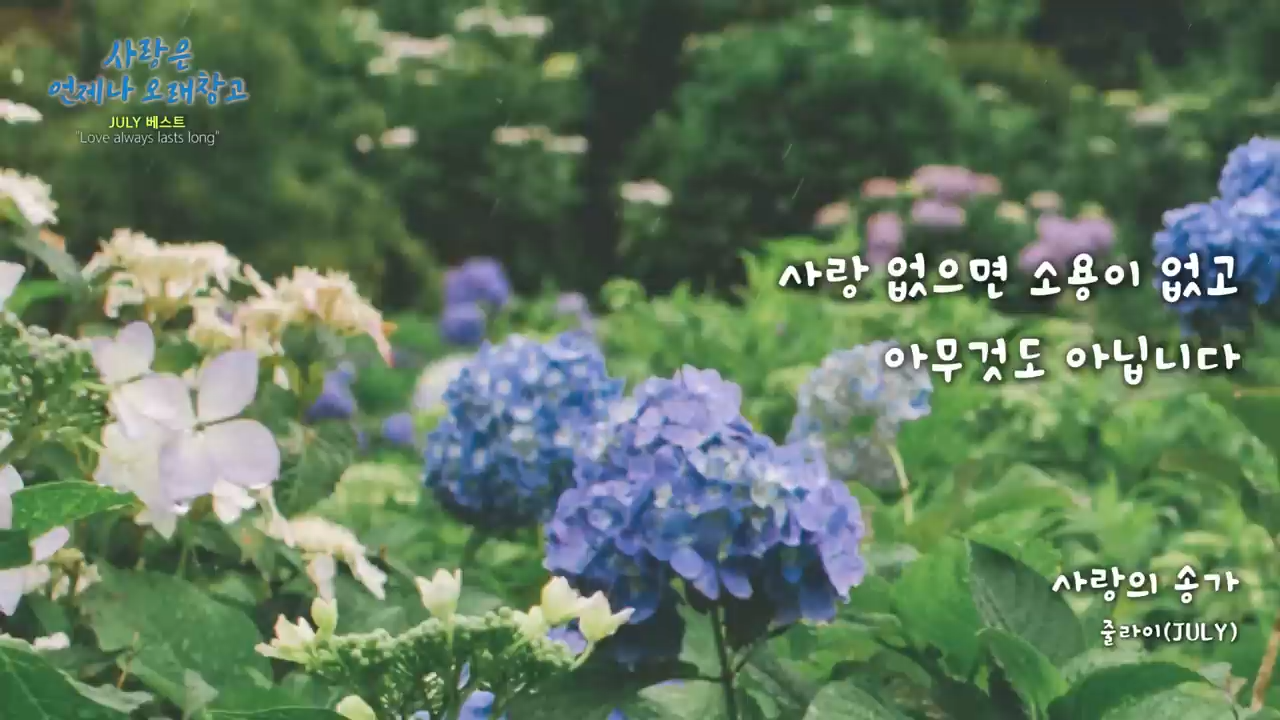 사랑은
언제나 오래참고
JULY 베스트
"Love always lasts long"
사랑 없으면 소용이 없고
아무것도 아닙니다
사랑의 송가
줄라이(JULY)